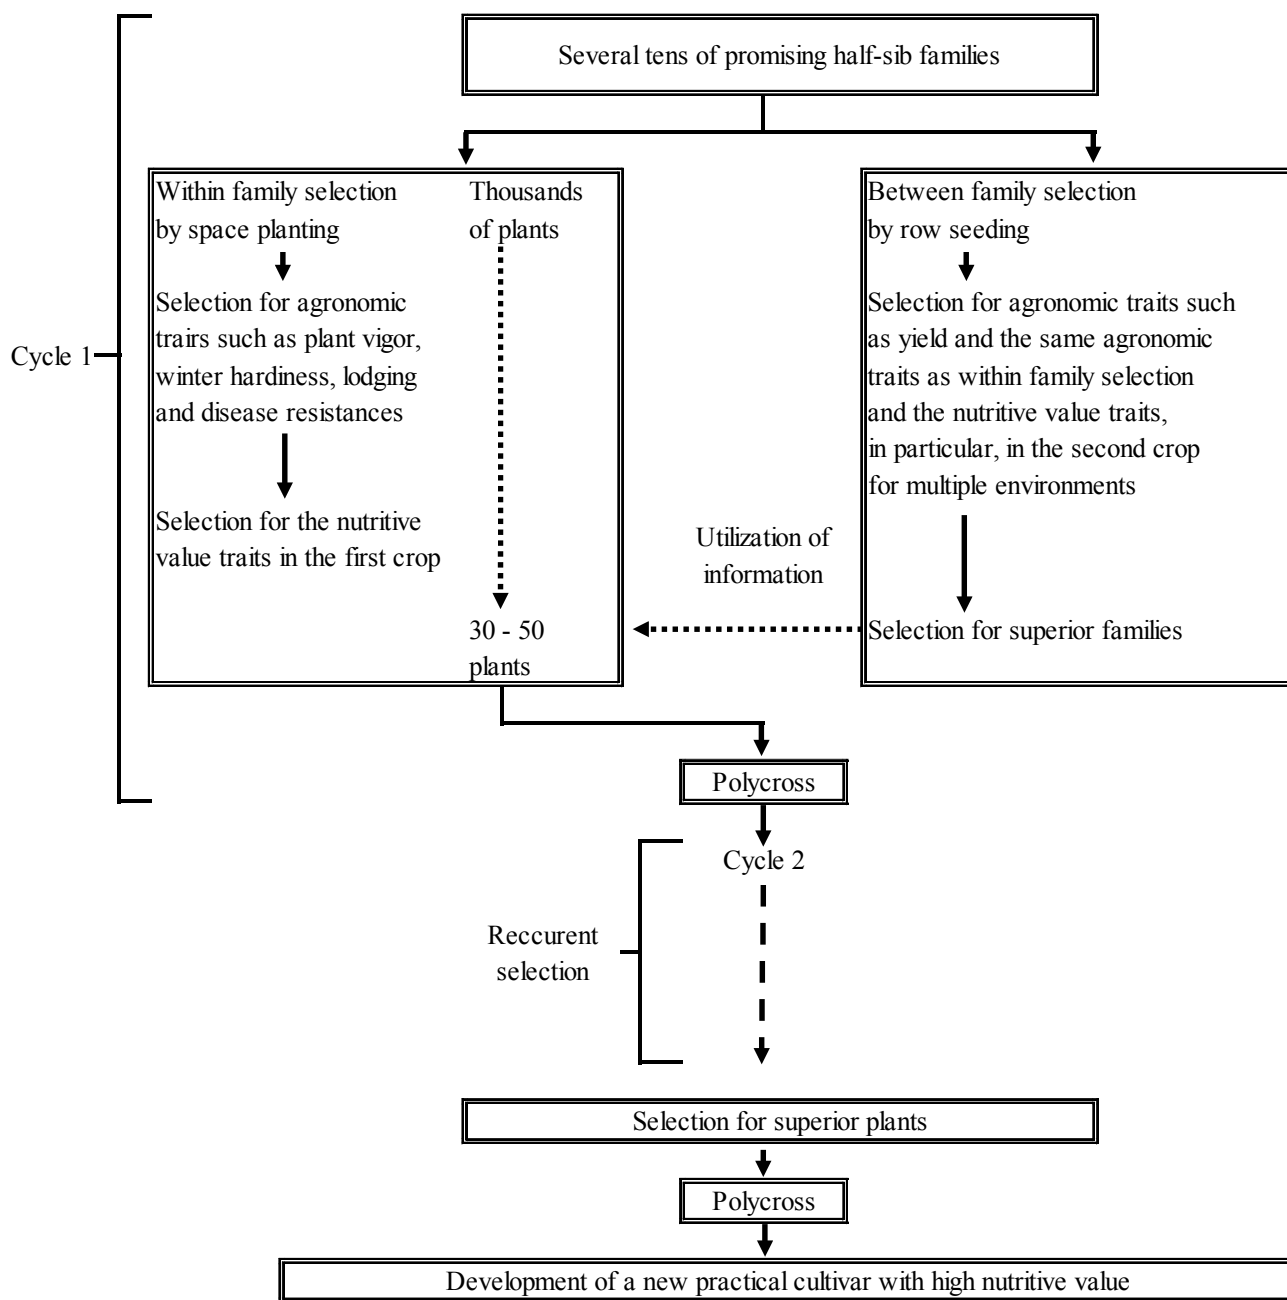 Several tens of promising half-sib families
Within family selection
by space planting
Thousands
of plants
Selection for agronomic
trairs such as plant vigor,
winter hardiness, lodging
and disease resistances
Selection for the nutritive
value traits in the first crop
30 - 50
plants
Between family selection
by row seeding
Selection for agronomic traits such
as yield and the same agronomic
traits as within family selection
and the nutritive value traits,
in particular, in the second crop
for multiple environments
Selection for superior families
Utilization of
information
Cycle 1
Polycross
Cycle 2
Reccurent
selection
Selection for superior plants
Polycross
Development of a new practical cultivar with high nutritive value